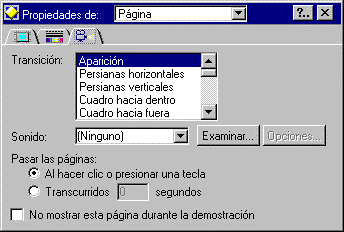 Propiedades de: Página ?..
Transición: Aparición
Persianas horizontales
Persianas verticales
Cuadro hacia dentro
Cuadro hacia fuera
Sonido: (Ninguno) Examinar... Opciones...
Pasar las páginas:
Al hacer clic o presionar una tecla
Transcurridos 0 segundos
No mostrar esta página durante la demostración